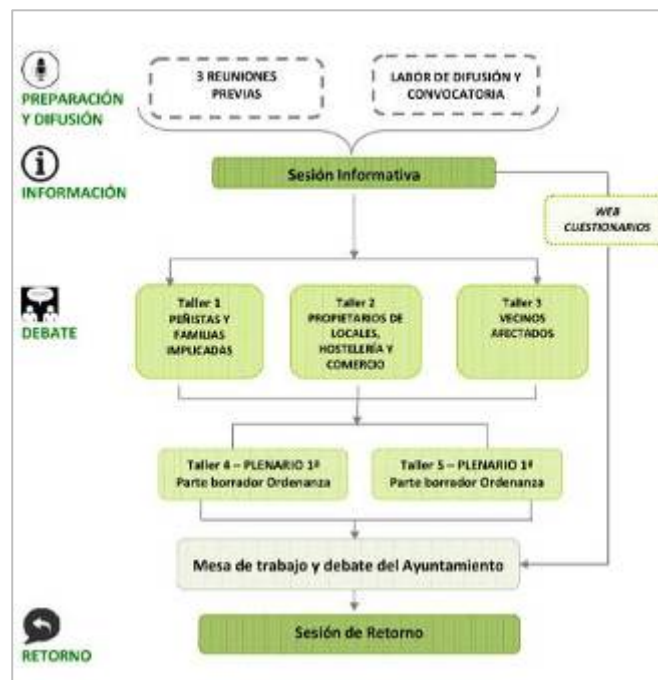 3 REUNIONES
PREVIAS
LABOR DE DIFUSIÓN Y
CONVOCATORIA
PREPARACIÓN
Y DIFUSIÓN
INFORMACIÓN
Sesión Informativa
WEB
CUESTIONARIOS
DEBATE
Taller 1
PEÑISTAS Y
FAMILIAS
IMPLICADAS
Taller 2
PROPIETARIOS DE
LOCALES,
HOSTELERÍA Y
COMERCIO
Taller 3
VECINOS
AFECTADOS
Taller 4 – PLENARIO 1ª
Parte borrador Ordenanza
Taller 5 – PLENARIO 1ª
Parte borrador Ordenanza
Mesa de trabajo y debate del Ayuntamiento
Sesión de Retorno
RETORNO